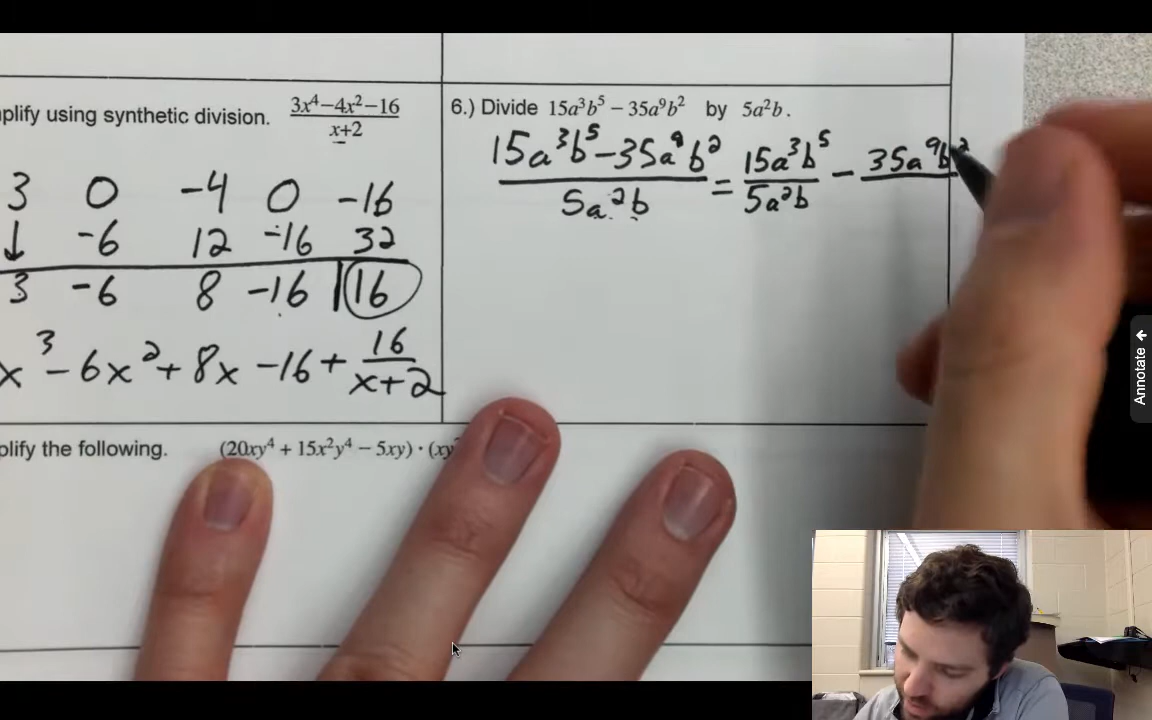 plify using synthetic division. 3x⁴−4x²−16 / x+2
3 0 -4 0 -16
↓ -6 12 -16 32
3 -6 8 -16 | 16
x³ - 6x² + 8x - 16 + 16/x+2
6.) Divide 15a³b⁵ − 35a⁹b² by 5a²b.
15a³b⁵ - 35a⁹b² / 5a²b = 15a³b⁵ / 5a²b - 35a⁹b²
plify the following. (20xy⁴ + 15x²y⁴ − 5xy) · (xy
Annotate